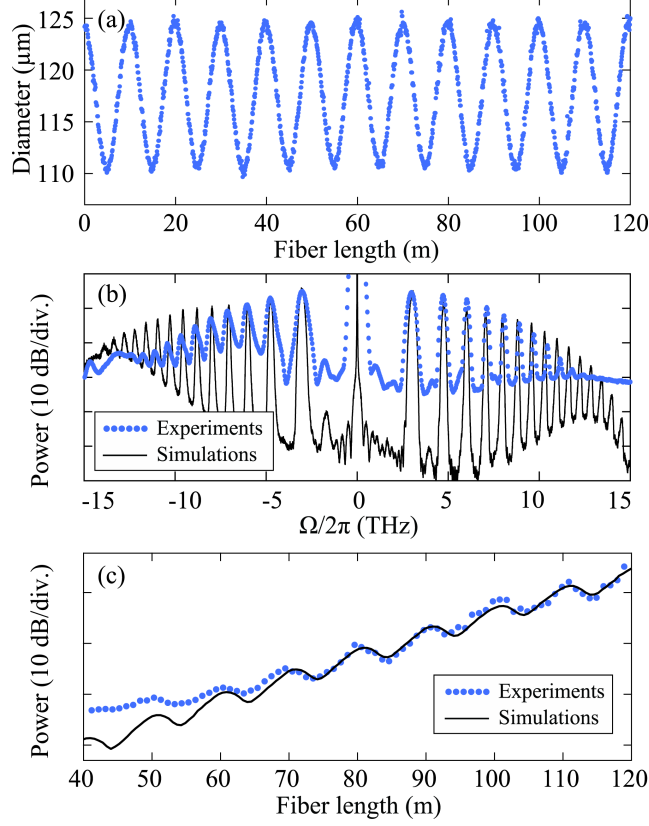 (a)
Diameter (μm)
125
120
115
110
0 20 40 60 80 100 120
Fiber length (m)
(b)
Power (10 dB/div.)
Experiments
Simulations
-15 -10 -5 0 5 10 15
Ω/2π (THz)
(c)
Power (10 dB/div.)
Experiments
Simulations
40 50 60 70 80 90 100 110 120
Fiber length (m)